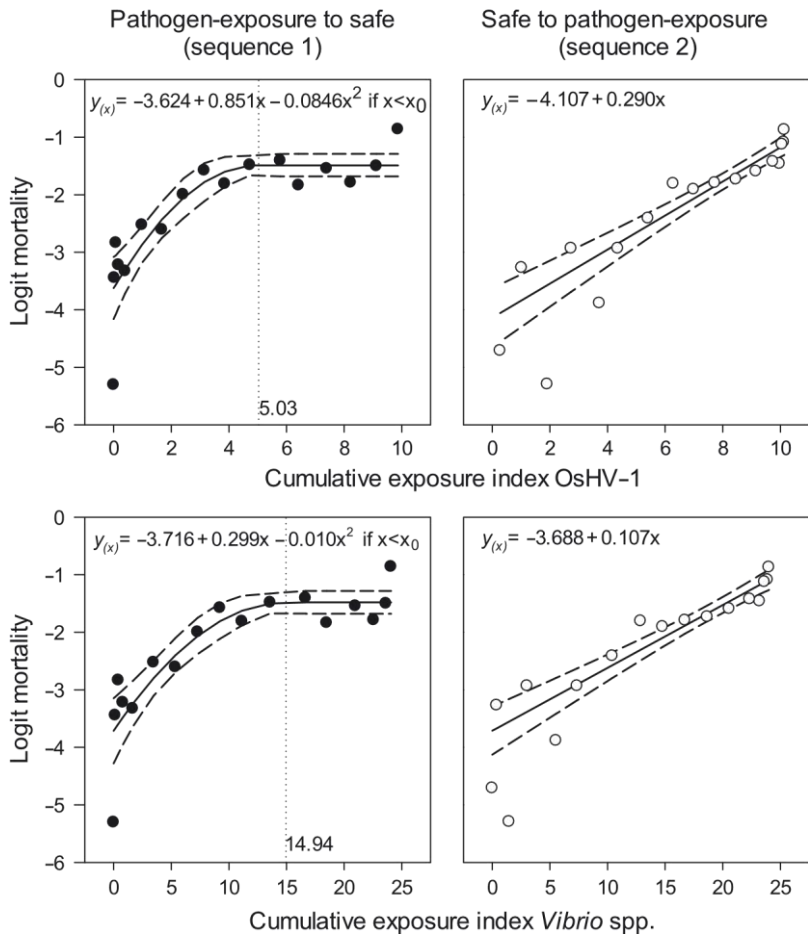 Pathogen-exposure to safe
(sequence 1)
Safe to pathogen-exposure
(sequence 2)
Logit mortality
0
−1
−2
−3
−4
−5
−6
y(x) = −3.624 + 0.851x − 0.0846x² if x<x₀
5.03
0 2 4 6 8 10
y(x) = −4.107 + 0.290x
0 2 4 6 8 10
Cumulative exposure index OsHV−1
Logit mortality
0
−1
−2
−3
−4
−5
−6
y(x) = −3.716 + 0.299x − 0.010x² if x<x₀
14.94
0 5 10 15 20 25
y(x) = −3.688 + 0.107x
0 5 10 15 20 25
Cumulative exposure index Vibrio spp.